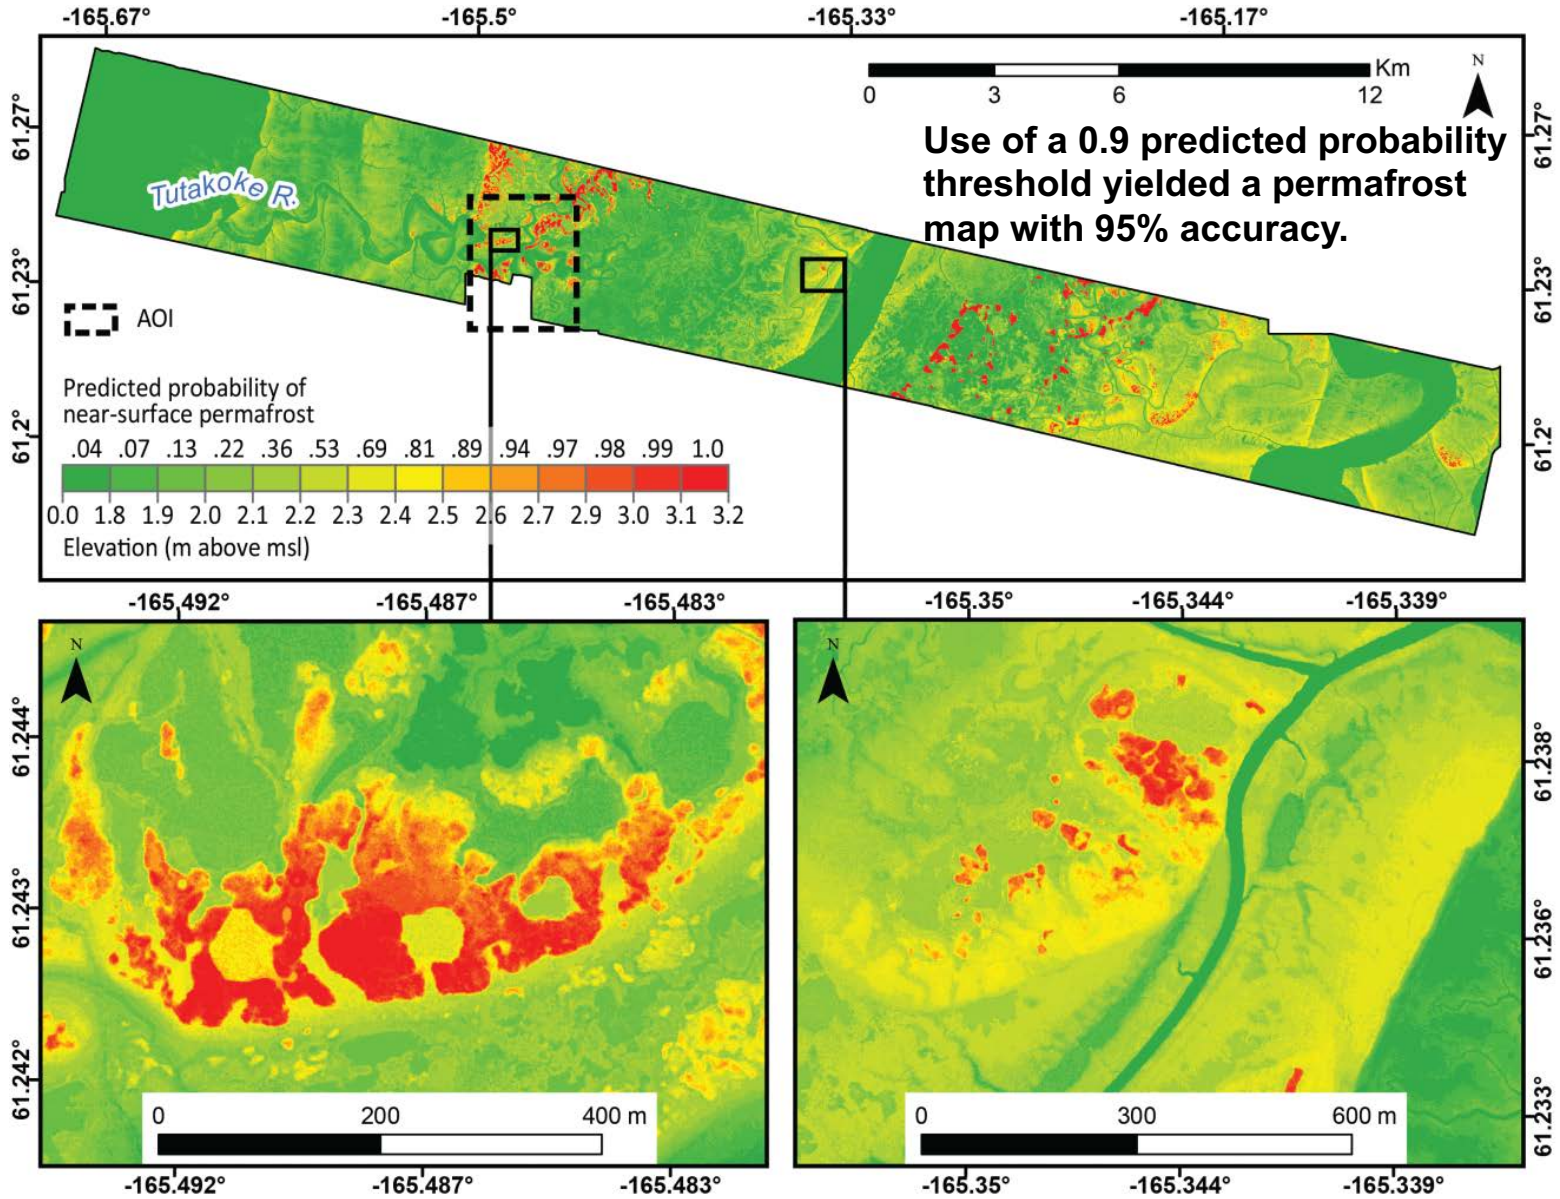 -165.67° -165.5° -165.33° -165.17°
Km
0 3 6 12
N
61.27°
61.27°
Use of a 0.9 predicted probability
threshold yielded a permafrost
map with 95% accuracy.
Tutakoke R.
61.23°
61.23°
AOI
Predicted probability of
near-surface permafrost
.04 .07 .13 .22 .36 .53 .69 .81 .89 .94 .97 .98 .99 1.0
0.0 1.8 1.9 2.0 2.1 2.2 2.3 2.4 2.5 2.6 2.7 2.9 3.0 3.1 3.2
Elevation (m above msl)
61.2°
61.2°
-165.492° -165.487° -165.483°
N
61.244°
61.243°
61.242°
0 200 400 m
-165.492° -165.487° -165.483°
-165.35° -165.344° -165.339°
N
61.238°
61.236°
61.233°
0 300 600 m
-165.35° -165.344° -165.339°